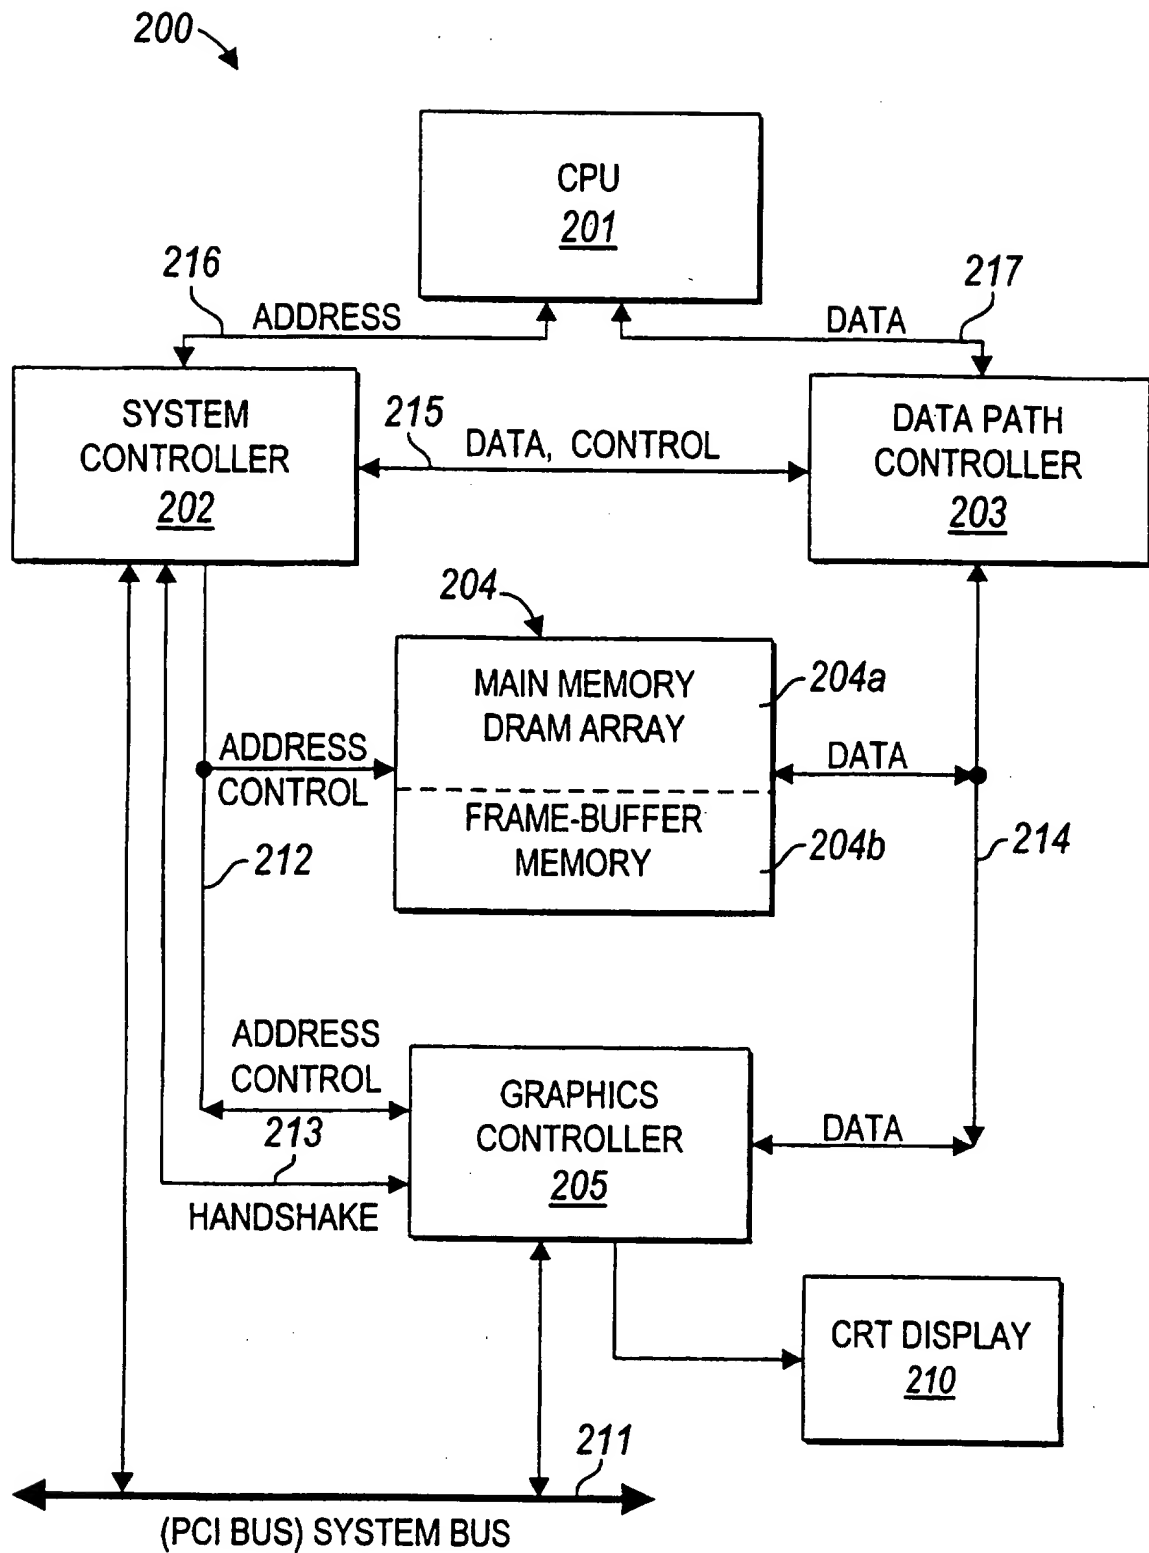 200
CPU
201
216
ADDRESS
217
DATA
SYSTEM
CONTROLLER
202
215
DATA, CONTROL
DATA PATH
CONTROLLER
203
204
MAIN MEMORY
DRAM ARRAY
204a
ADDRESS
CONTROL
DATA
FRAME-BUFFER
MEMORY
204b
212
214
ADDRESS
CONTROL
213
HANDSHAKE
GRAPHICS
CONTROLLER
205
DATA
CRT DISPLAY
210
211
(PCI BUS) SYSTEM BUS